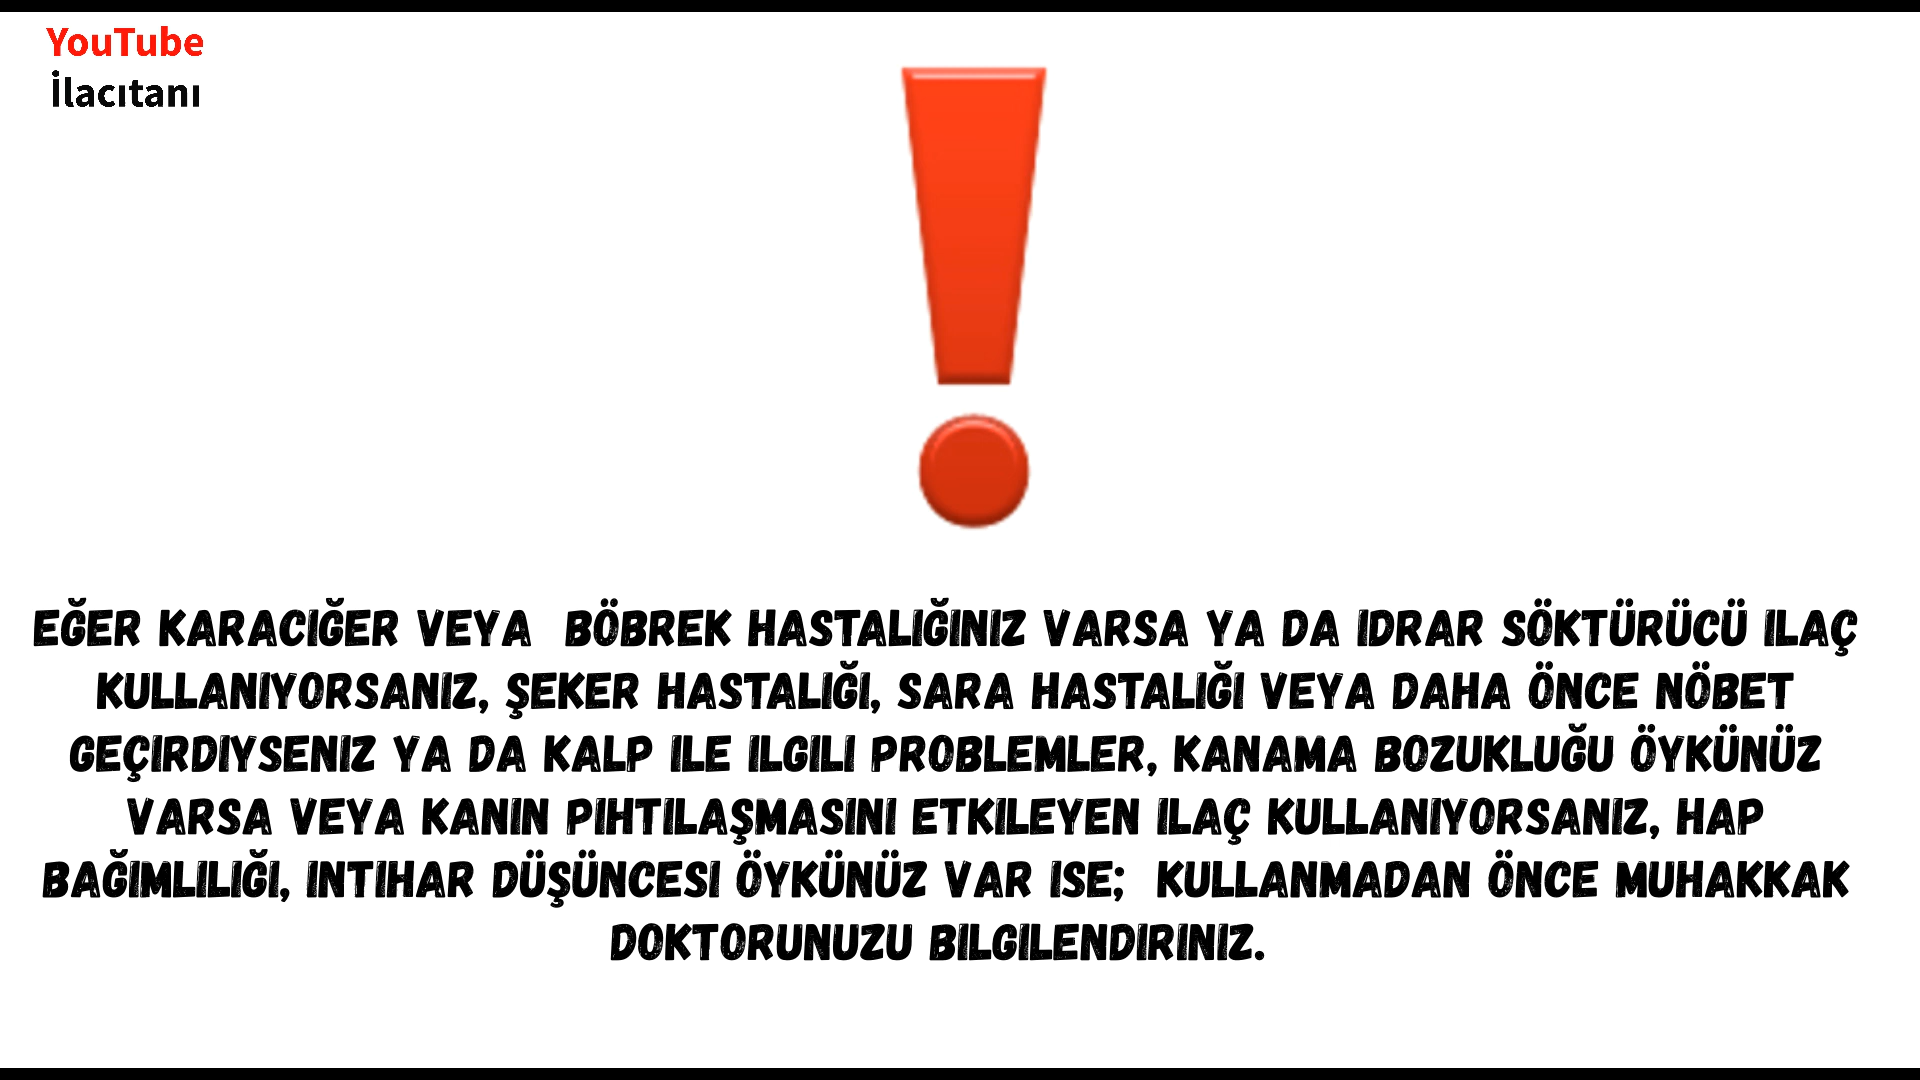 YouTube
İlacıtanı
EĞER KARACIĞER VEYA BÖBREK HASTALIĞINIZ VARSA YA DA IDRAR SÖKTÜRÜCÜ ILAÇ
KULLANIYORSANIZ, ŞEKER HASTALIĞI, SARA HASTALIĞI VEYA DAHA ÖNCE NÖBET
GEÇIRDIYSENIZ YA DA KALP ILE ILGILI PROBLEMLER, KANAMA BOZUKLUĞU ÖYKÜNÜZ
VARSA VEYA KANIN PIHTILAŞMASINI ETKILEYEN ILAÇ KULLANIYORSANIZ, HAP
BAĞIMLILIĞI, INTIHAR DÜŞÜNCESI ÖYKÜNÜZ VAR ISE; KULLANMADAN ÖNCE MUHAKKAK
DOKTORUNUZU BILGILENDIRINIZ.